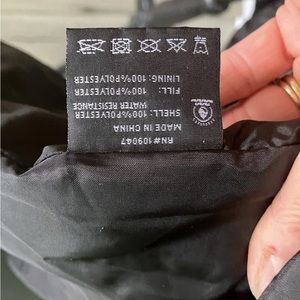 RN#109047
MADE IN CHINA
SHELL: 100%POLYESTER
WATER RESISTANCE
FILL: 100%POLYESTER
LINING: 100%POLYESTER